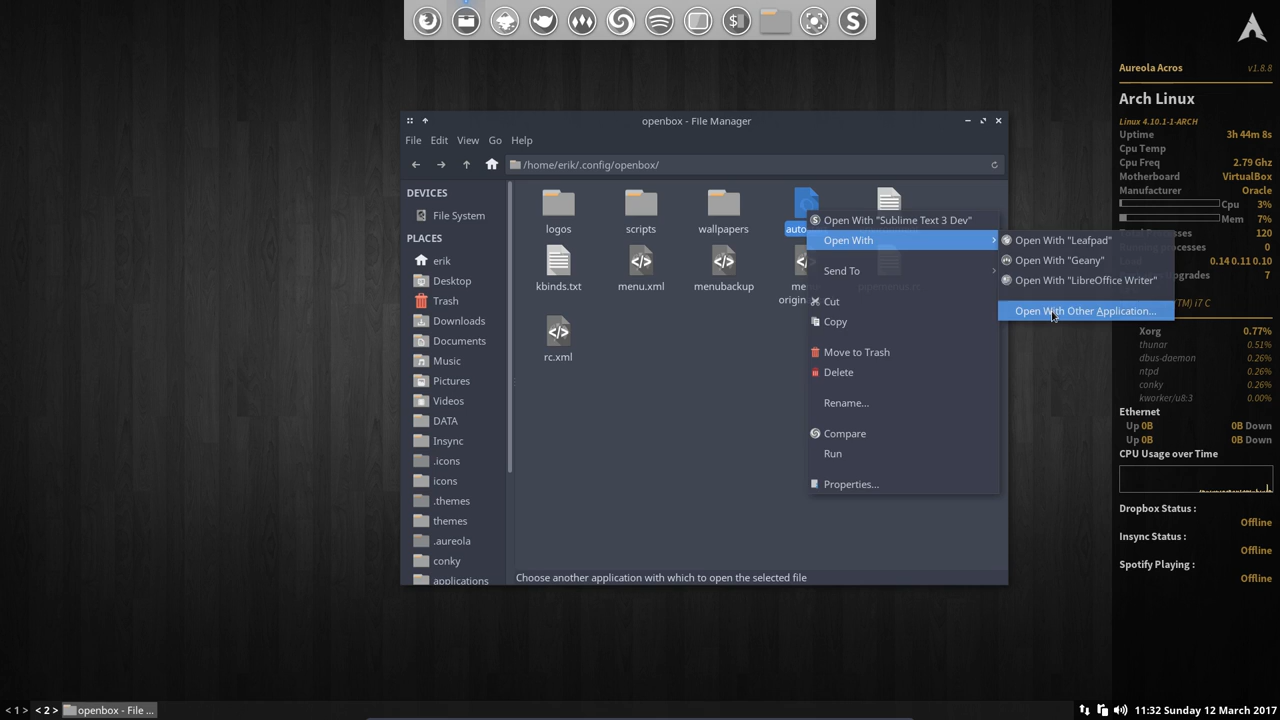 openbox - File Manager
File Edit View Go Help
/home/erik/.config/openbox/
DEVICES
File System
PLACES
erik
Desktop
Trash
Downloads
Documents
Music
Pictures
Videos
DATA
Insync
.icons
icons
.themes
themes
.aureola
conky
applications
logos
scripts
wallpapers
kbinds.txt
menu.xml
menubackup
rc.xml
Open With "Sublime Text 3 Dev"
Open With
Send To
Cut
Copy
Move to Trash
Delete
Rename...
Compare
Run
Properties...
Open With "Leafpad"
Open With "Geany"
Open With "LibreOffice Writer"
Open With Other Application...
Choose another application with which to open the selected file
Aureola Acros v1.8.8
Arch Linux
Linux 4.10.1-1-ARCH
Uptime 3h 44m 8s
Cpu Temp
Cpu Freq 2.79 Ghz
Motherboard VirtualBox
Manufacturer Oracle
Cpu 3%
Mem 7%
120
0
0.14 0.11 0.10
7
i7 C
Xorg 0.77%
thunar 0.51%
dbus-daemon 0.26%
ntpd 0.26%
conky 0.26%
kworker/u8:3 0.00%
Ethernet
Up 0B 0B Down
Up 0B 0B Down
CPU Usage over Time
Dropbox Status :
Offline
Insync Status :
Offline
Spotify Playing :
Offline
< 1 > < 2 > openbox - File ...
11:32 Sunday 12 March 2017